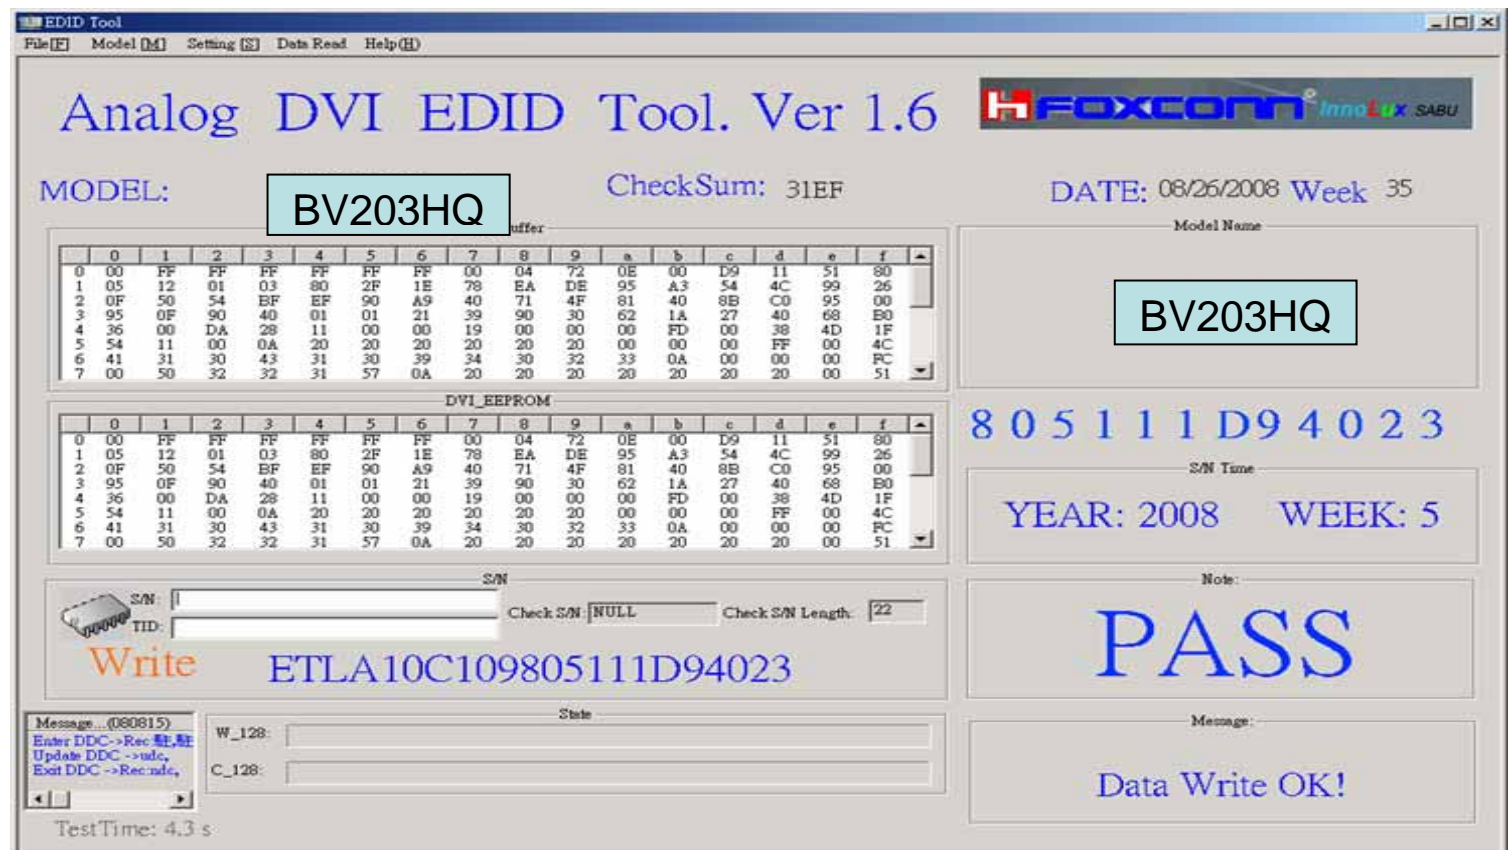 EDID Tool
File[F] Model [M] Setting [S] Data Read Help(H)
Analog DVI EDID Tool. Ver 1.6
H FOXCONN InnoLux SABU
MODEL: BV203HQ CheckSum: 31EF
DATE: 08/26/2008 Week 35
uffer
0 1 2 3 4 5 6 7 8 9 a b c d e f
0 00 FF FF FF FF FF FF 00 04 72 0E 00 D9 11 51 80
1 05 12 01 03 80 2F 1E 78 EA DE 95 A3 54 4C 99 26
2 0F 50 54 BF EF 90 A9 40 71 4F 81 40 8B C0 95 00
3 95 0F 90 40 01 01 21 39 90 30 62 1A 27 40 68 B0
4 36 00 DA 28 11 00 00 19 00 00 00 FD 00 38 4D 1F
5 54 11 00 0A 20 20 20 20 20 20 00 00 00 FF 00 4C
6 41 31 30 43 31 30 39 34 30 32 33 0A 00 00 00 FC
7 00 50 32 32 31 57 0A 20 20 20 20 20 20 20 00 51
Model Name
BV203HQ
DVI_EEPROM
0 1 2 3 4 5 6 7 8 9 a b c d e f
0 00 FF FF FF FF FF FF 00 04 72 0E 00 D9 11 51 80
1 05 12 01 03 80 2F 1E 78 EA DE 95 A3 54 4C 99 26
2 0F 50 54 BF EF 90 A9 40 71 4F 81 40 8B C0 95 00
3 95 0F 90 40 01 01 21 39 90 30 62 1A 27 40 68 B0
4 36 00 DA 28 11 00 00 19 00 00 00 FD 00 38 4D 1F
5 54 11 00 0A 20 20 20 20 20 20 00 00 00 FF 00 4C
6 41 31 30 43 31 30 39 34 30 32 33 0A 00 00 00 FC
7 00 50 32 32 31 57 0A 20 20 20 20 20 20 20 00 51
805111D94023
S/N Time
YEAR: 2008 WEEK: 5
S/N
S/N:
TID:
Check S/N: NULL Check S/N Length: 22
Write ETLA10C109805111D94023
Note:
PASS
Message...(080815)
Enter DDC->Rec:駐,駐
Update DDC ->udc,
Exit DDC ->Rec:ndc,
State
W_128:
C_128:
Message:
Data Write OK!
TestTime: 4.3 s